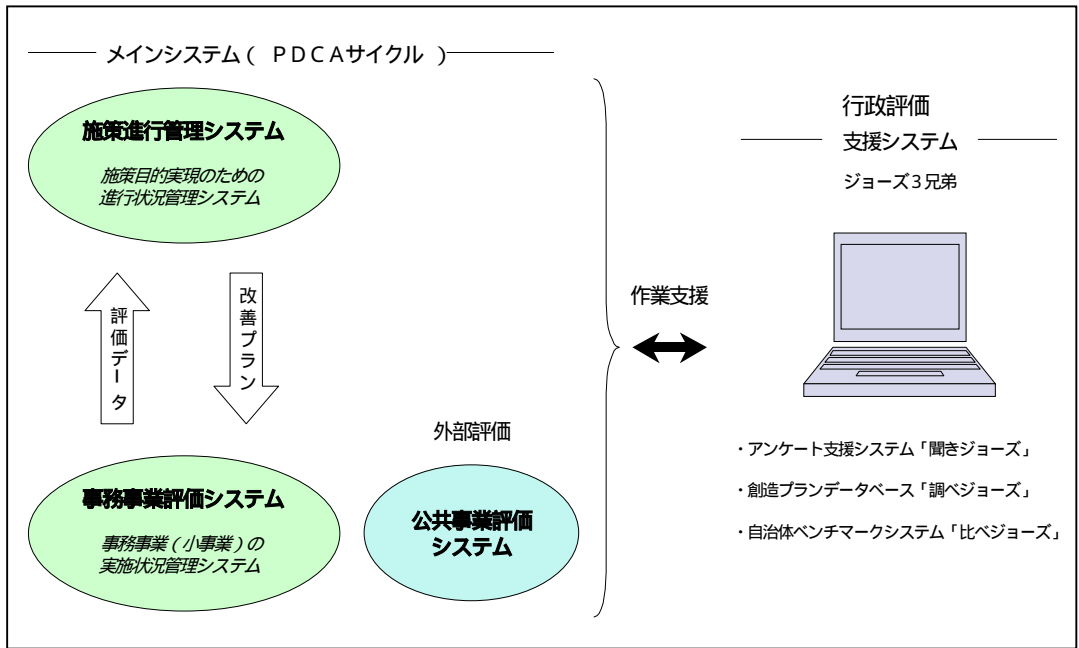 メインシステム( PDCAサイクル )
施策進行管理システム
施策目的実現のための
進行状況管理システム
評価データ
改善プラン
事務事業評価システム
事務事業(小事業)の
実施状況管理システム
外部評価
公共事業評価
システム
作業支援
行政評価
支援システム
ジョーズ3兄弟
・アンケート支援システム「聞きジョーズ」
・創造プランデータベース「調べジョーズ」
・自治体ベンチマークシステム「比べジョーズ」